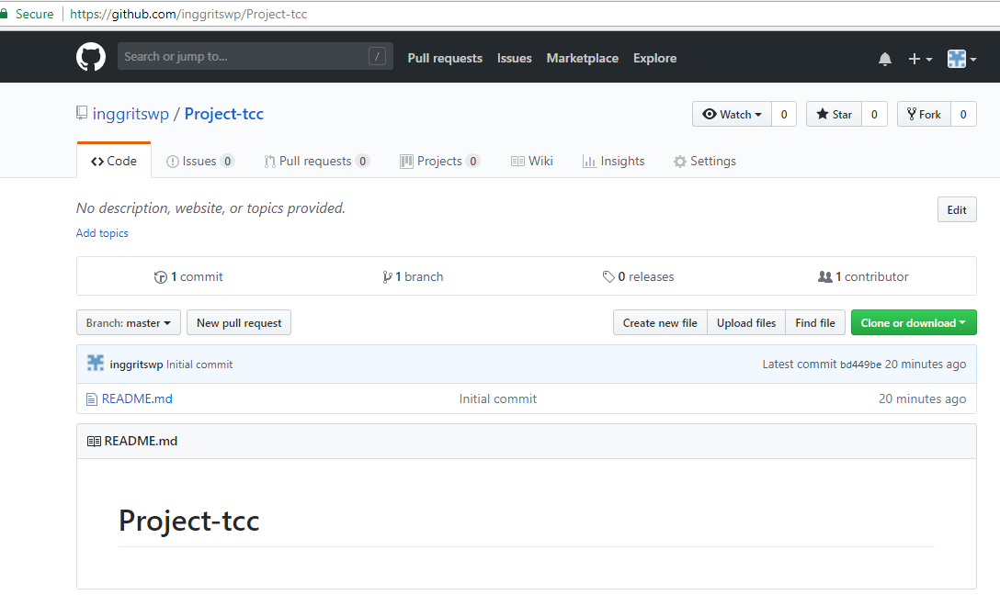 Secure https://github.com/inggritswp/Project-tcc
Search or jump to... / Pull requests Issues Marketplace Explore
inggritswp / Project-tcc Watch 0 Star 0 Fork 0
Code Issues 0 Pull requests 0 Projects 0 Wiki Insights Settings
No description, website, or topics provided. Edit
Add topics
1 commit 1 branch 0 releases 1 contributor
Branch: master New pull request Create new file Upload files Find file Clone or download
inggritswp Initial commit Latest commit bd449be 20 minutes ago
README.md Initial commit 20 minutes ago
README.md
Project-tcc